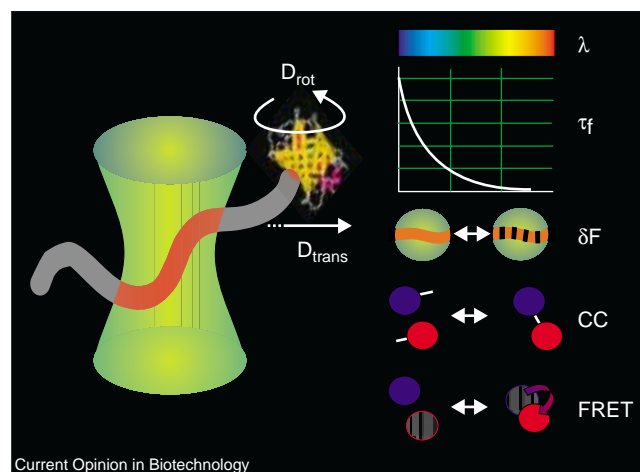 D_rot
D_trans
λ
τ_f
δF
CC
FRET
Current Opinion in Biotechnology